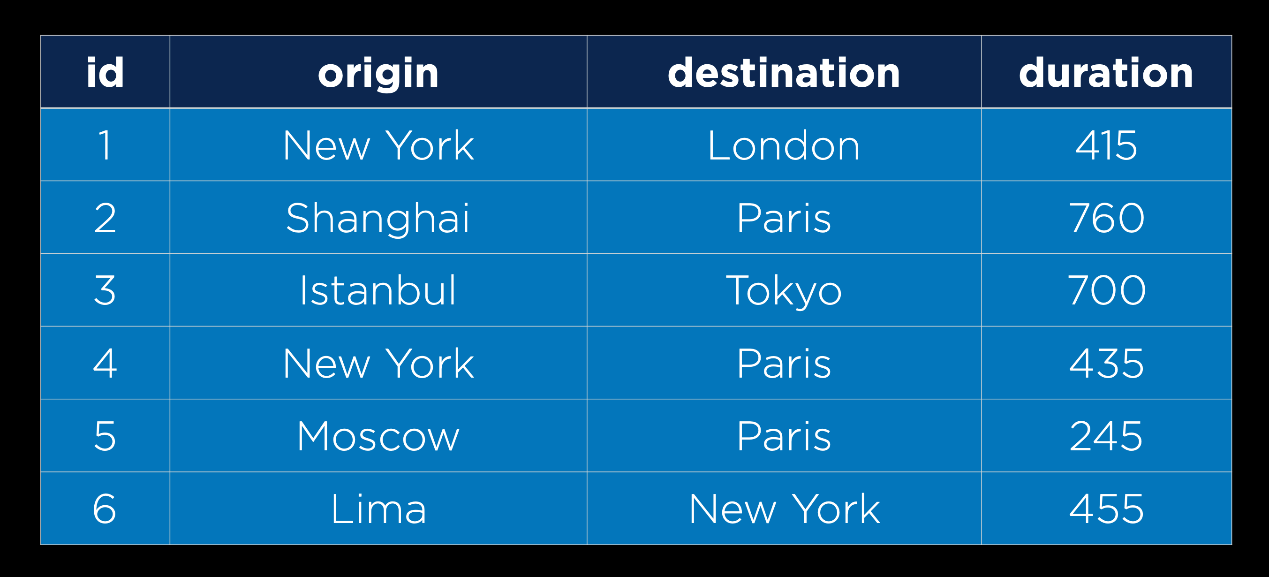 id origin destination duration
1 New York London 415
2 Shanghai Paris 760
3 Istanbul Tokyo 700
4 New York Paris 435
5 Moscow Paris 245
6 Lima New York 455